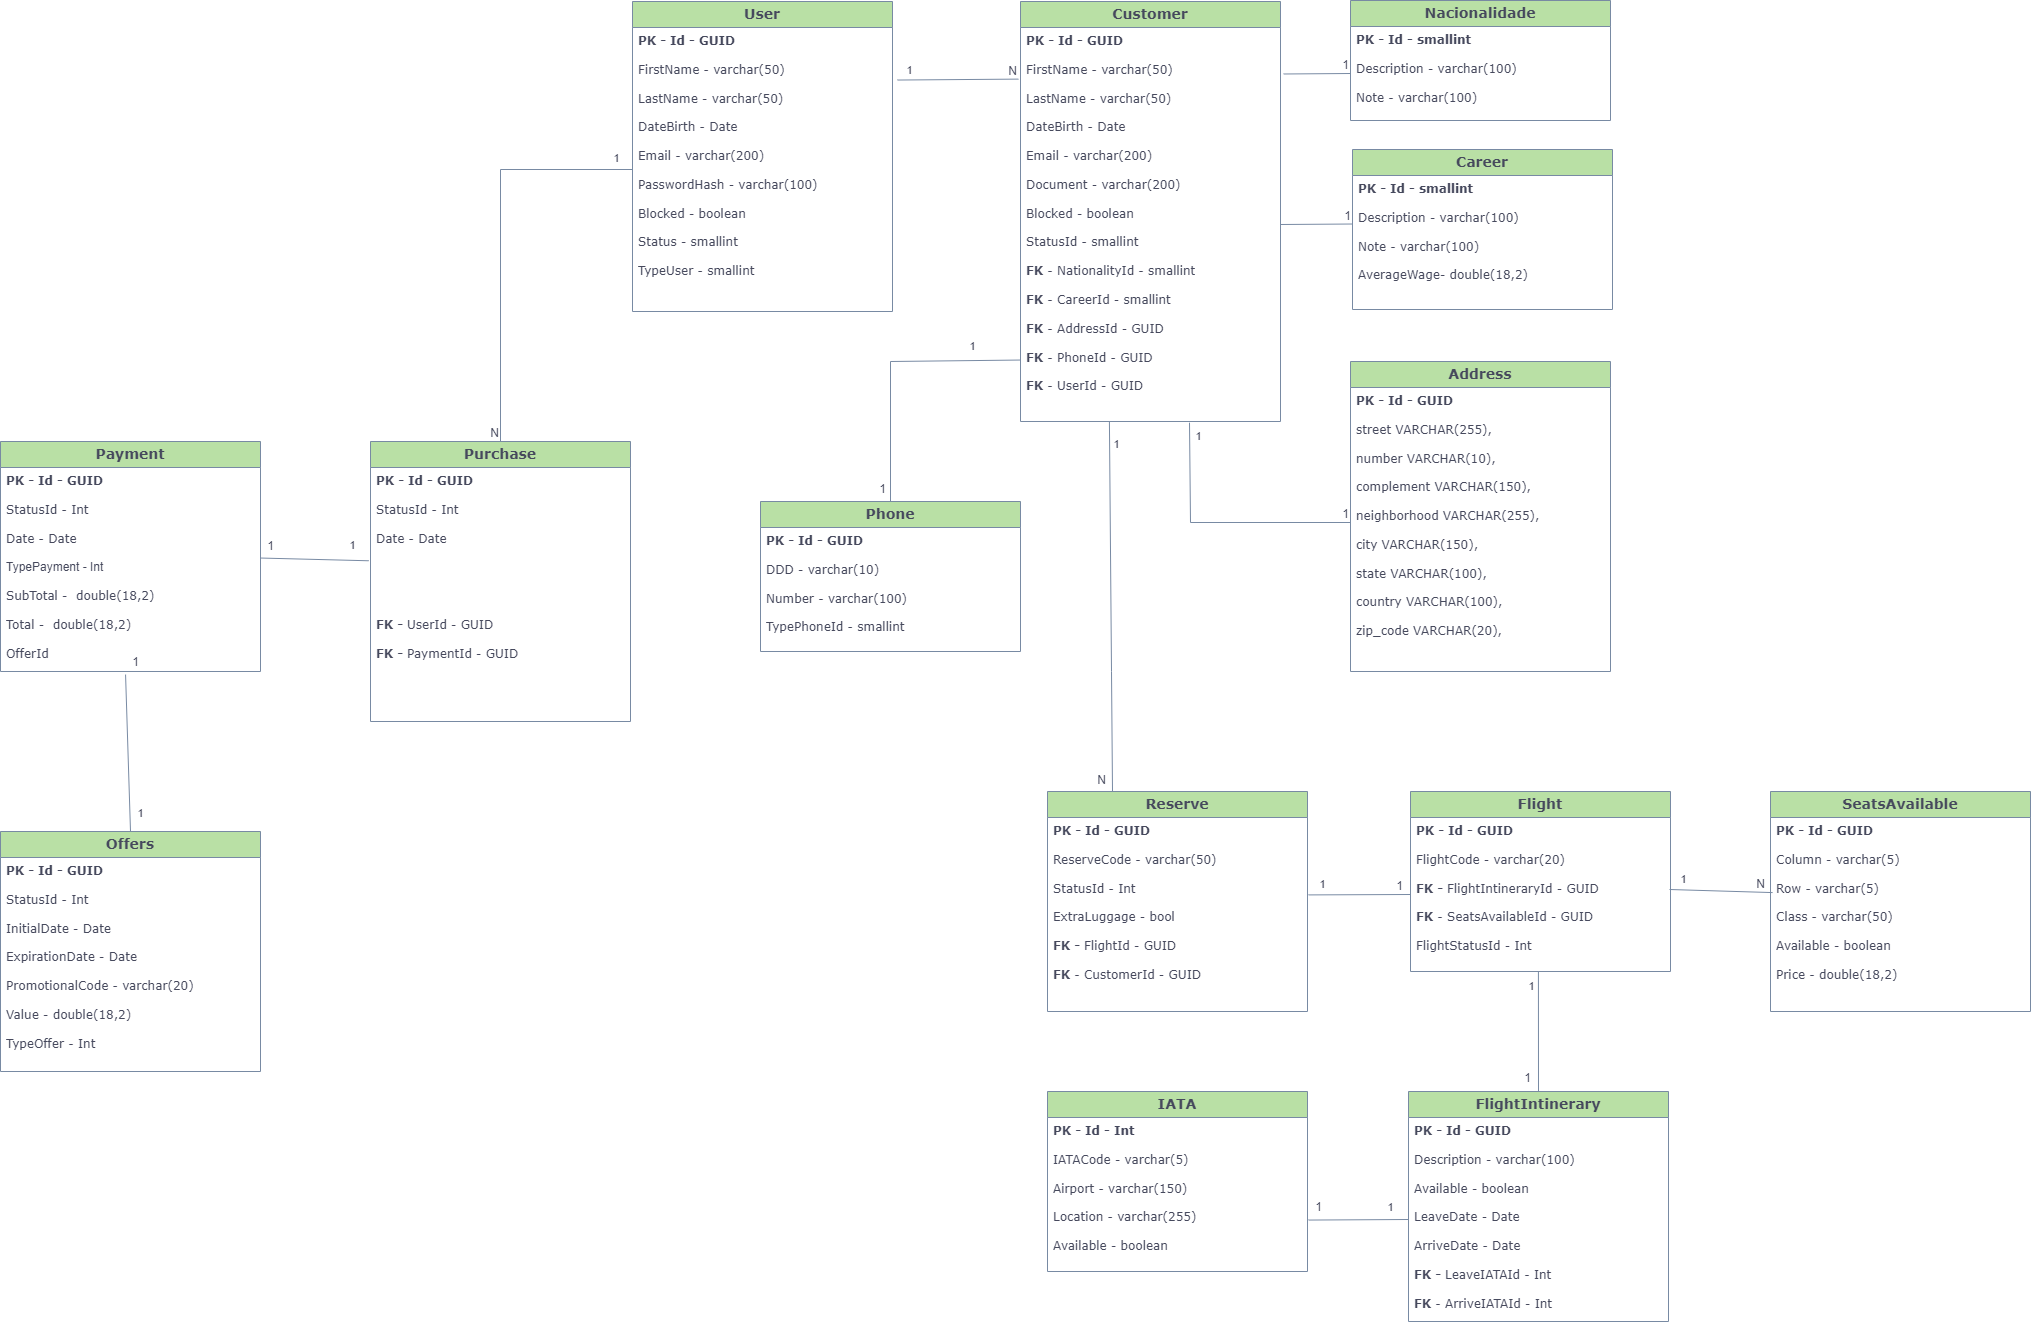 User
PK - Id - GUID
FirstName - varchar(50)
LastName - varchar(50)
DateBirth - Date
Email - varchar(200)
PasswordHash - varchar(100)
Blocked - boolean
Status - smallint
TypeUser - smallint
1
N
1
Customer
PK - Id - GUID
FirstName - varchar(50)
LastName - varchar(50)
DateBirth - Date
Email - varchar(200)
Document - varchar(200)
Blocked - boolean
StatusId - smallint
FK - NationalityId - smallint
FK - CareerId - smallint
FK - AddressId - GUID
FK - PhoneId - GUID
FK - UserId - GUID
1
1
1
Nacionalidade
PK - Id - smallint
Description - varchar(100)
Note - varchar(100)
1
Career
PK - Id - smallint
Description - varchar(100)
Note - varchar(100)
AverageWage- double(18,2)
1
Address
PK - Id - GUID
street VARCHAR(255),
number VARCHAR(10),
complement VARCHAR(150),
neighborhood VARCHAR(255),
city VARCHAR(150),
state VARCHAR(100),
country VARCHAR(100),
zip_code VARCHAR(20),
1
Payment
PK - Id - GUID
StatusId - Int
Date - Date
TypePayment - Int
SubTotal -  double(18,2)
Total -  double(18,2)
OfferId
1
1
1
N
Purchase
PK - Id - GUID
StatusId - Int
Date - Date
FK - UserId - GUID
FK - PaymentId - GUID
1
Phone
PK - Id - GUID
DDD - varchar(10)
Number - varchar(100)
TypePhoneId - smallint
1
Offers
PK - Id - GUID
StatusId - Int
InitialDate - Date
ExpirationDate - Date
PromotionalCode - varchar(20)
Value - double(18,2)
TypeOffer - Int
N
Reserve
PK - Id - GUID
ReserveCode - varchar(50)
StatusId - Int
ExtraLuggage - bool
FK - FlightId - GUID
FK - CustomerId - GUID
1
1
Flight
PK - Id - GUID
FlightCode - varchar(20)
FK - FlightIntineraryId - GUID
FK - SeatsAvailableId - GUID
FlightStatusId - Int
1
N
1
SeatsAvailable
PK - Id - GUID
Column - varchar(5)
Row - varchar(5)
Class - varchar(50)
Available - boolean
Price - double(18,2)
IATA
PK - Id - Int
IATACode - varchar(5)
Airport - varchar(150)
Location - varchar(255)
Available - boolean
1
1
1
FlightIntinerary
PK - Id - GUID
Description - varchar(100)
Available - boolean
LeaveDate - Date
ArriveDate - Date
FK - LeaveIATAId - Int
FK - ArriveIATAId - Int